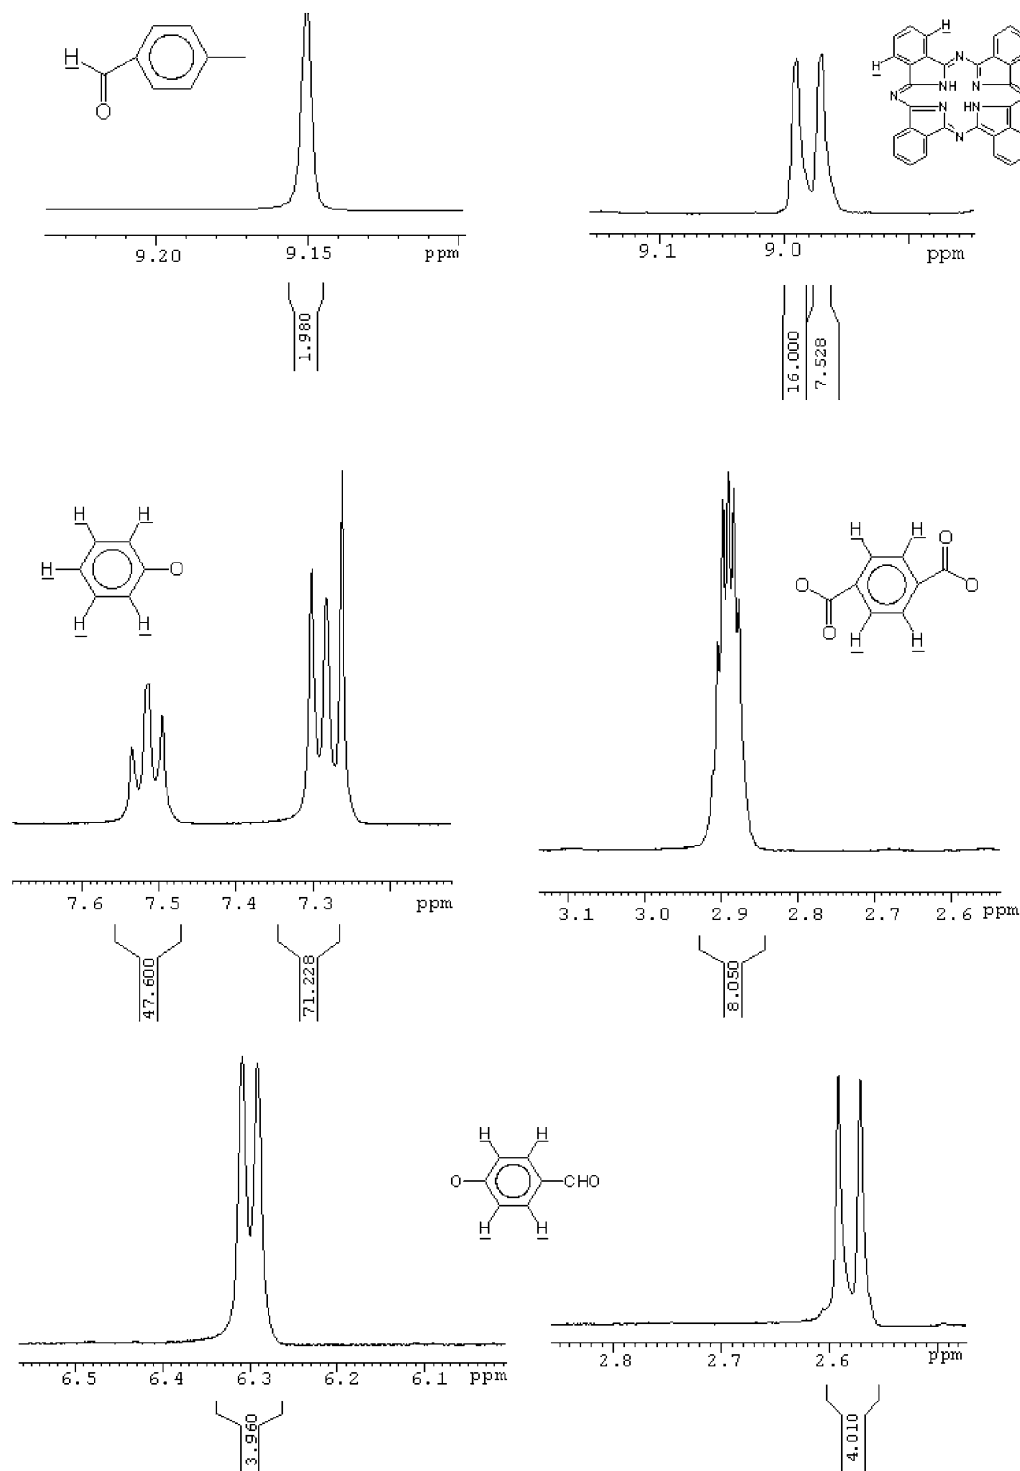 H
O
9.20 9.15 ppm
1.980
H
H
N N
NH N N
N HN
N
9.1 9.0 ppm
16.000 7.528
H H
H O
H H
7.6 7.5 7.4 7.3 ppm
47.600 71.228
H H O
O O
O H H
3.1 3.0 2.9 2.8 2.7 2.6 ppm
8.050
6.5 6.4 6.3 6.2 6.1 ppm
3.960
H H
O CHO
H H
2.8 2.7 2.6 ppm
4.010